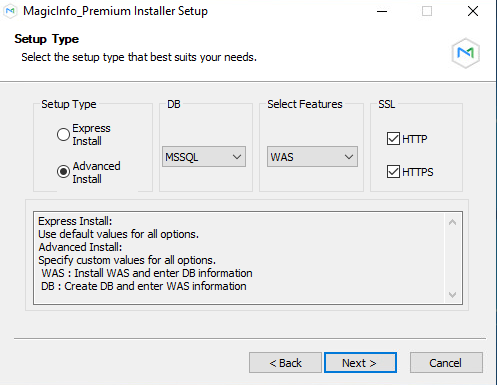 MagicInfo_Premium Installer Setup
Setup Type
Select the setup type that best suits your needs.
Setup Type
Express
Install
Advanced
Install
DB
MSSQL
Select Features
WAS
SSL
HTTP
HTTPS
Express Install:
Use default values for all options.
Advanced Install:
Specify custom values for all options.
WAS : Install WAS and enter DB information
DB : Create DB and enter WAS information
< Back
Next >
Cancel